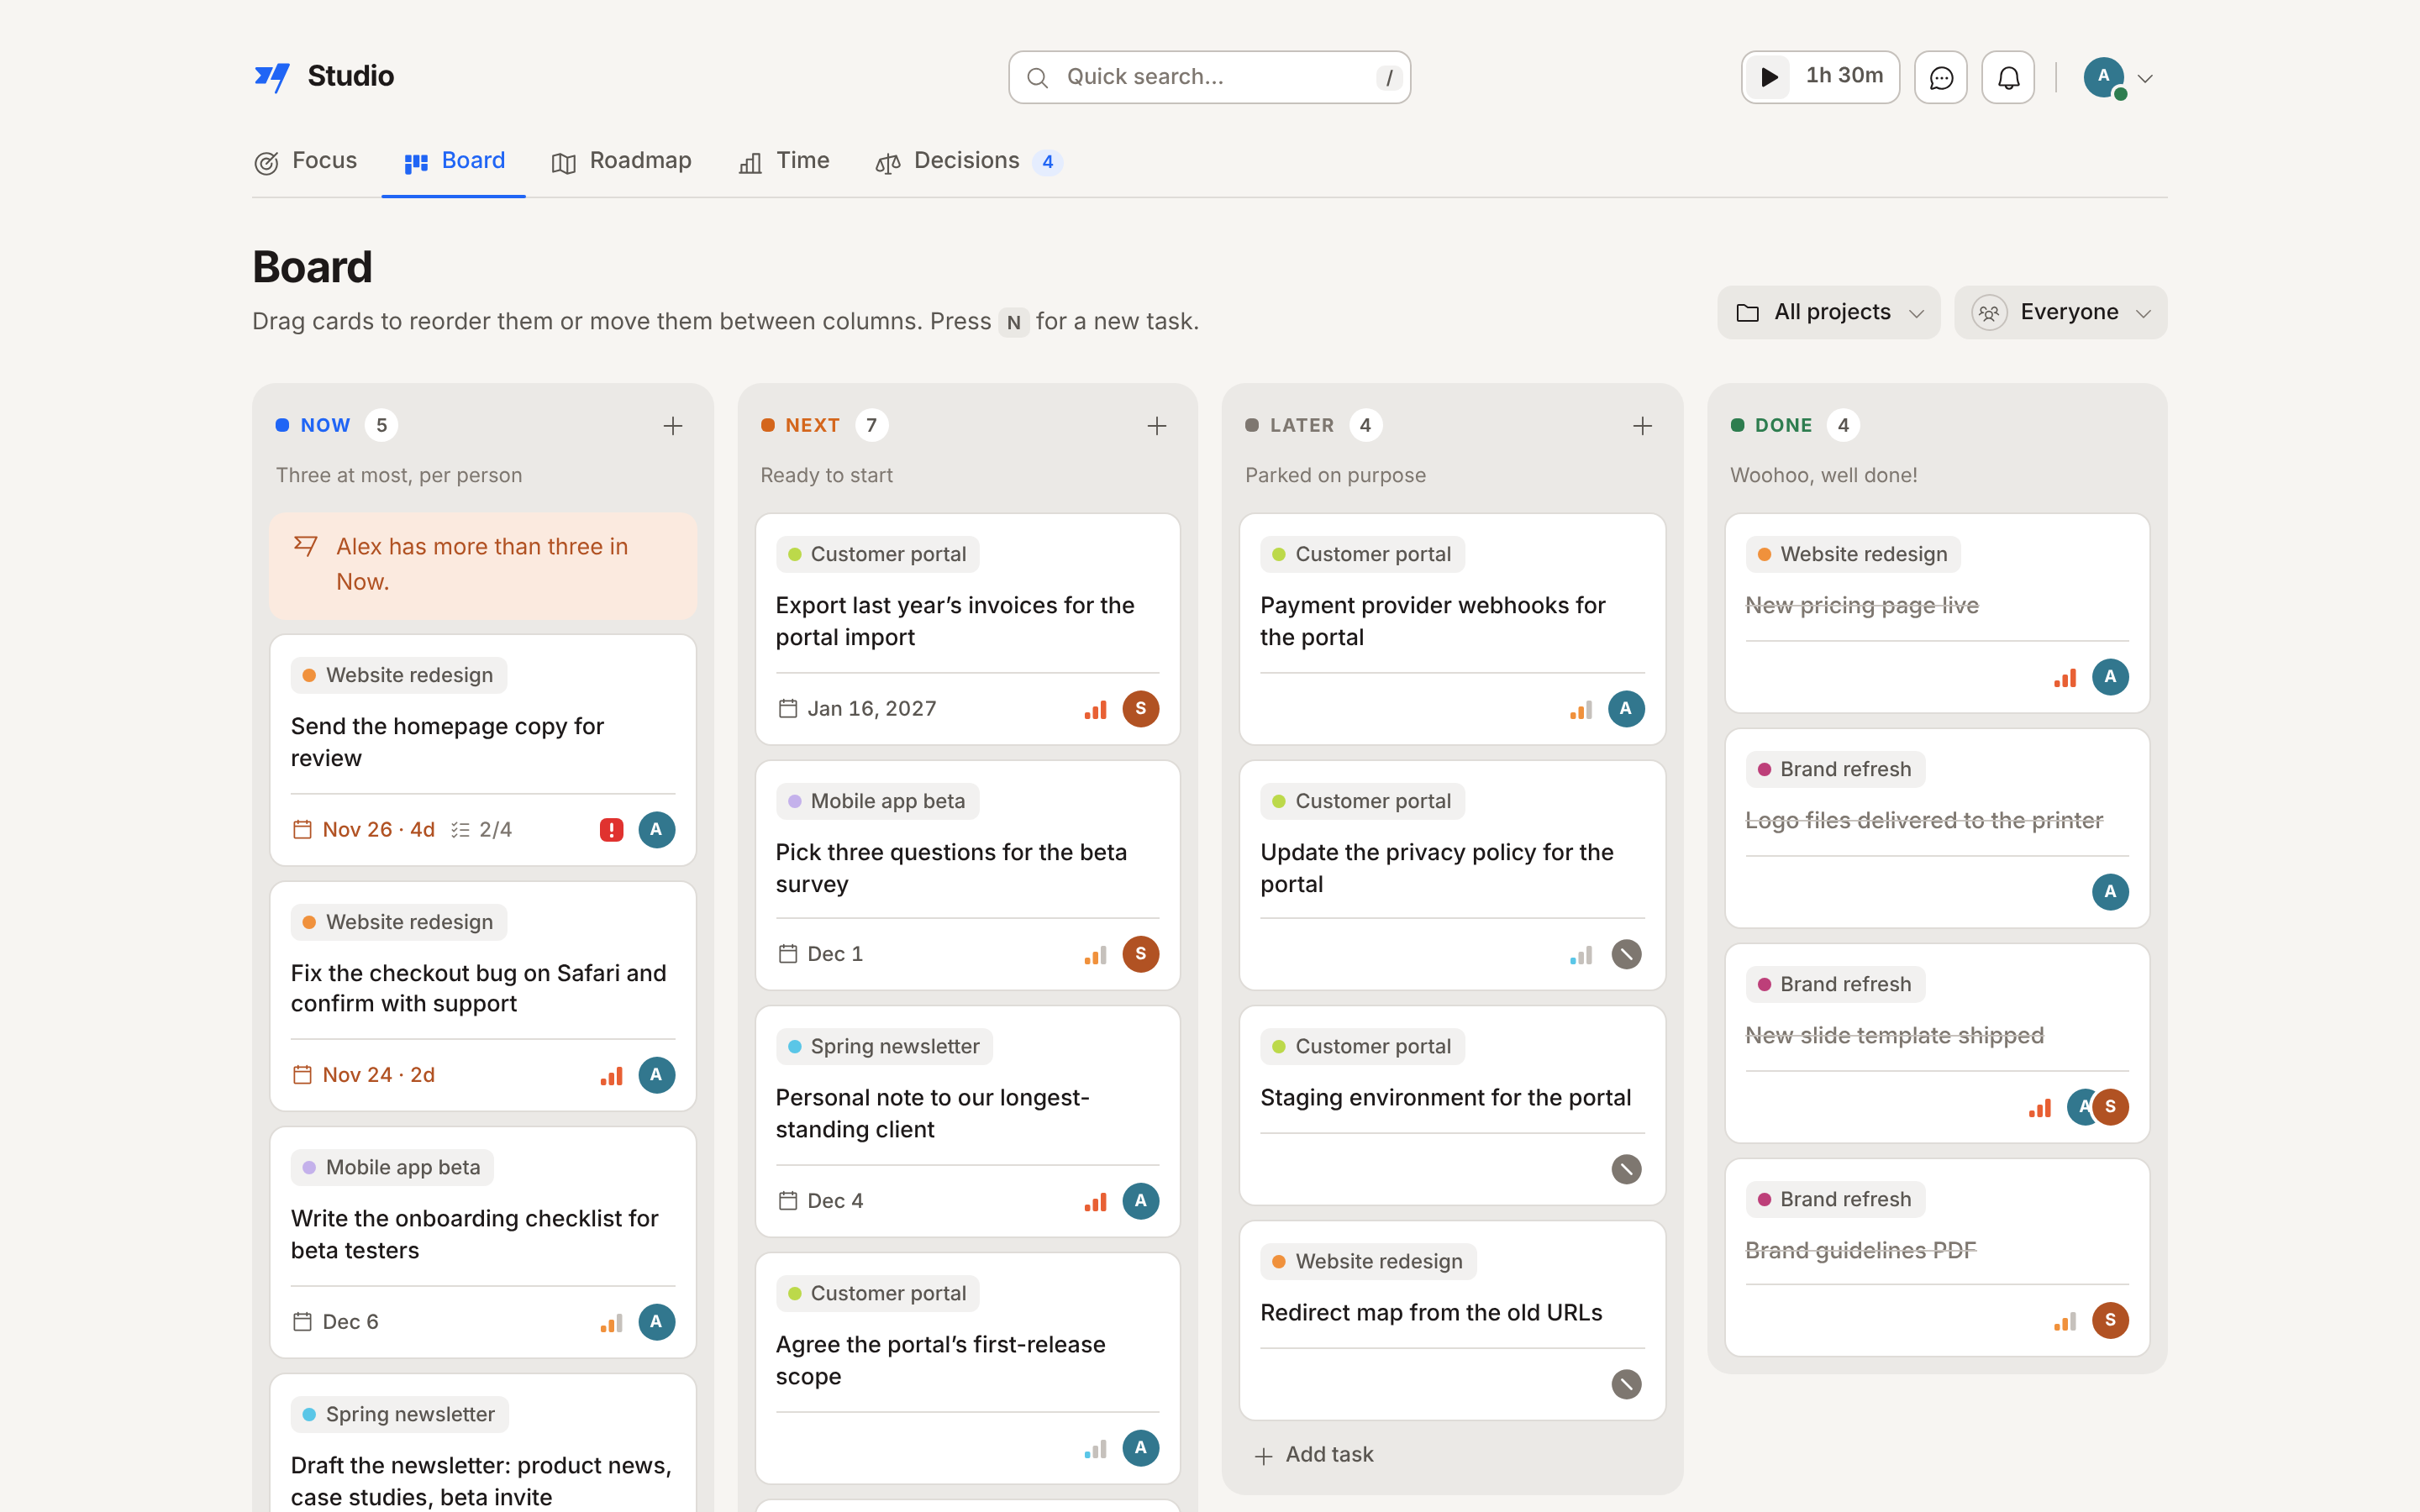 Studio
Quick search...
/
1h 30m
A
Focus
Board
Roadmap
Time
Decisions 4
Board
Drag cards to reorder them or move them between columns. Press N for a new task.
All projects
Everyone
NOW 5
Three at most, per person
Alex has more than three in
Now.
Website redesign
Send the homepage copy for
review
Nov 26 · 4d 2/4
A
Website redesign
Fix the checkout bug on Safari and
confirm with support
Nov 24 · 2d
A
Mobile app beta
Write the onboarding checklist for
beta testers
Dec 6
A
Spring newsletter
Draft the newsletter: product news,
case studies, beta invite
NEXT 7
Ready to start
Customer portal
Export last year’s invoices for the
portal import
Jan 16, 2027
S
Mobile app beta
Pick three questions for the beta
survey
Dec 1
S
Spring newsletter
Personal note to our longest-
standing client
Dec 4
A
Customer portal
Agree the portal’s first-release
scope
A
LATER 4
Parked on purpose
Customer portal
Payment provider webhooks for
the portal
A
Customer portal
Update the privacy policy for the
portal
Customer portal
Staging environment for the portal
Website redesign
Redirect map from the old URLs
Add task
DONE 4
Woohoo, well done!
Website redesign
New pricing page live
A
Brand refresh
Logo files delivered to the printer
A
Brand refresh
New slide template shipped
A S
Brand refresh
Brand guidelines PDF
S